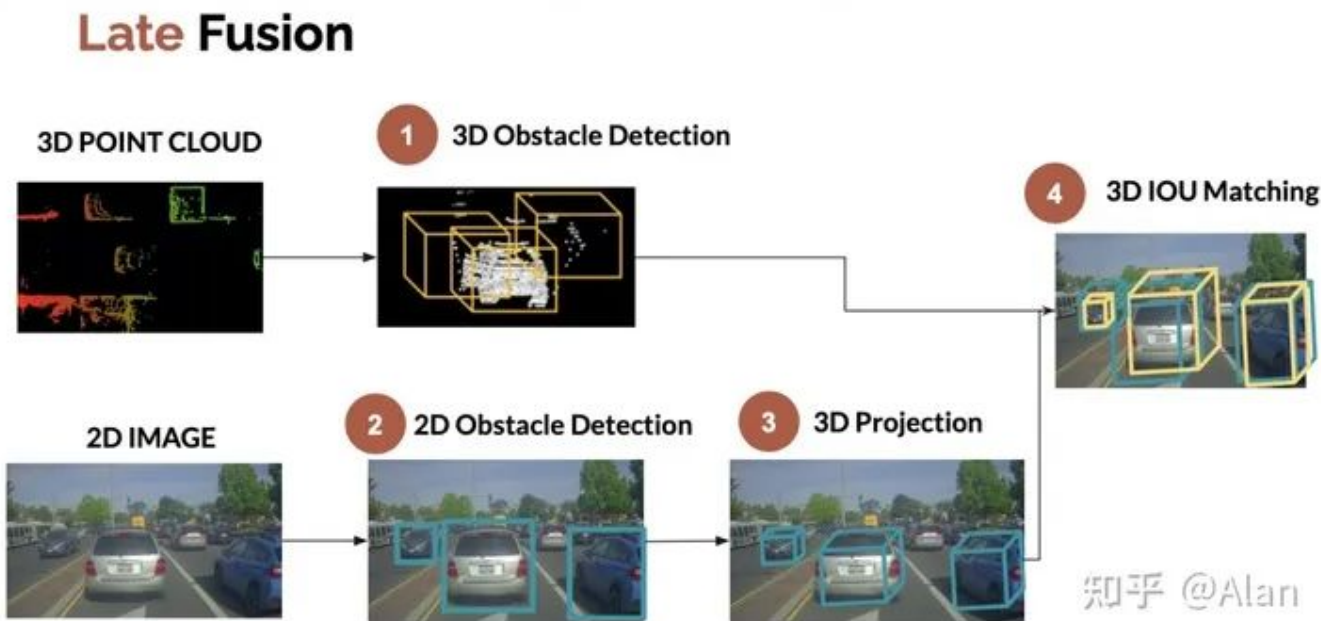 Late Fusion
3D POINT CLOUD
1 3D Obstacle Detection
4 3D IOU Matching
2D IMAGE
2 2D Obstacle Detection
3 3D Projection
知乎 @Alan